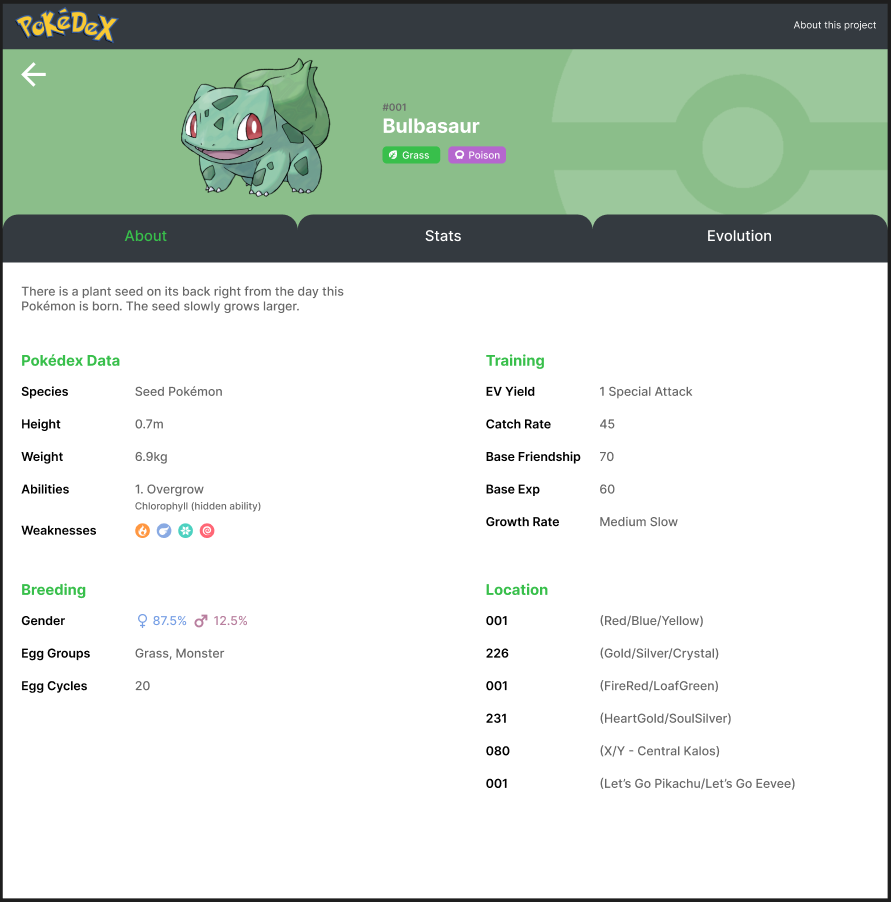 PoKéDeX
About this project
#001
Bulbasaur
Grass
Poison
About
Stats
Evolution
There is a plant seed on its back right from the day this
Pokémon is born. The seed slowly grows larger.
Pokédex Data
Species Seed Pokémon
Height 0.7m
Weight 6.9kg
Abilities 1. Overgrow
Chlorophyll (hidden ability)
Weaknesses
Training
EV Yield 1 Special Attack
Catch Rate 45
Base Friendship 70
Base Exp 60
Growth Rate Medium Slow
Breeding
Gender ♀ 87.5% ♂ 12.5%
Egg Groups Grass, Monster
Egg Cycles 20
Location
001 (Red/Blue/Yellow)
226 (Gold/Silver/Crystal)
001 (FireRed/LoafGreen)
231 (HeartGold/SoulSilver)
080 (X/Y - Central Kalos)
001 (Let’s Go Pikachu/Let’s Go Eevee)